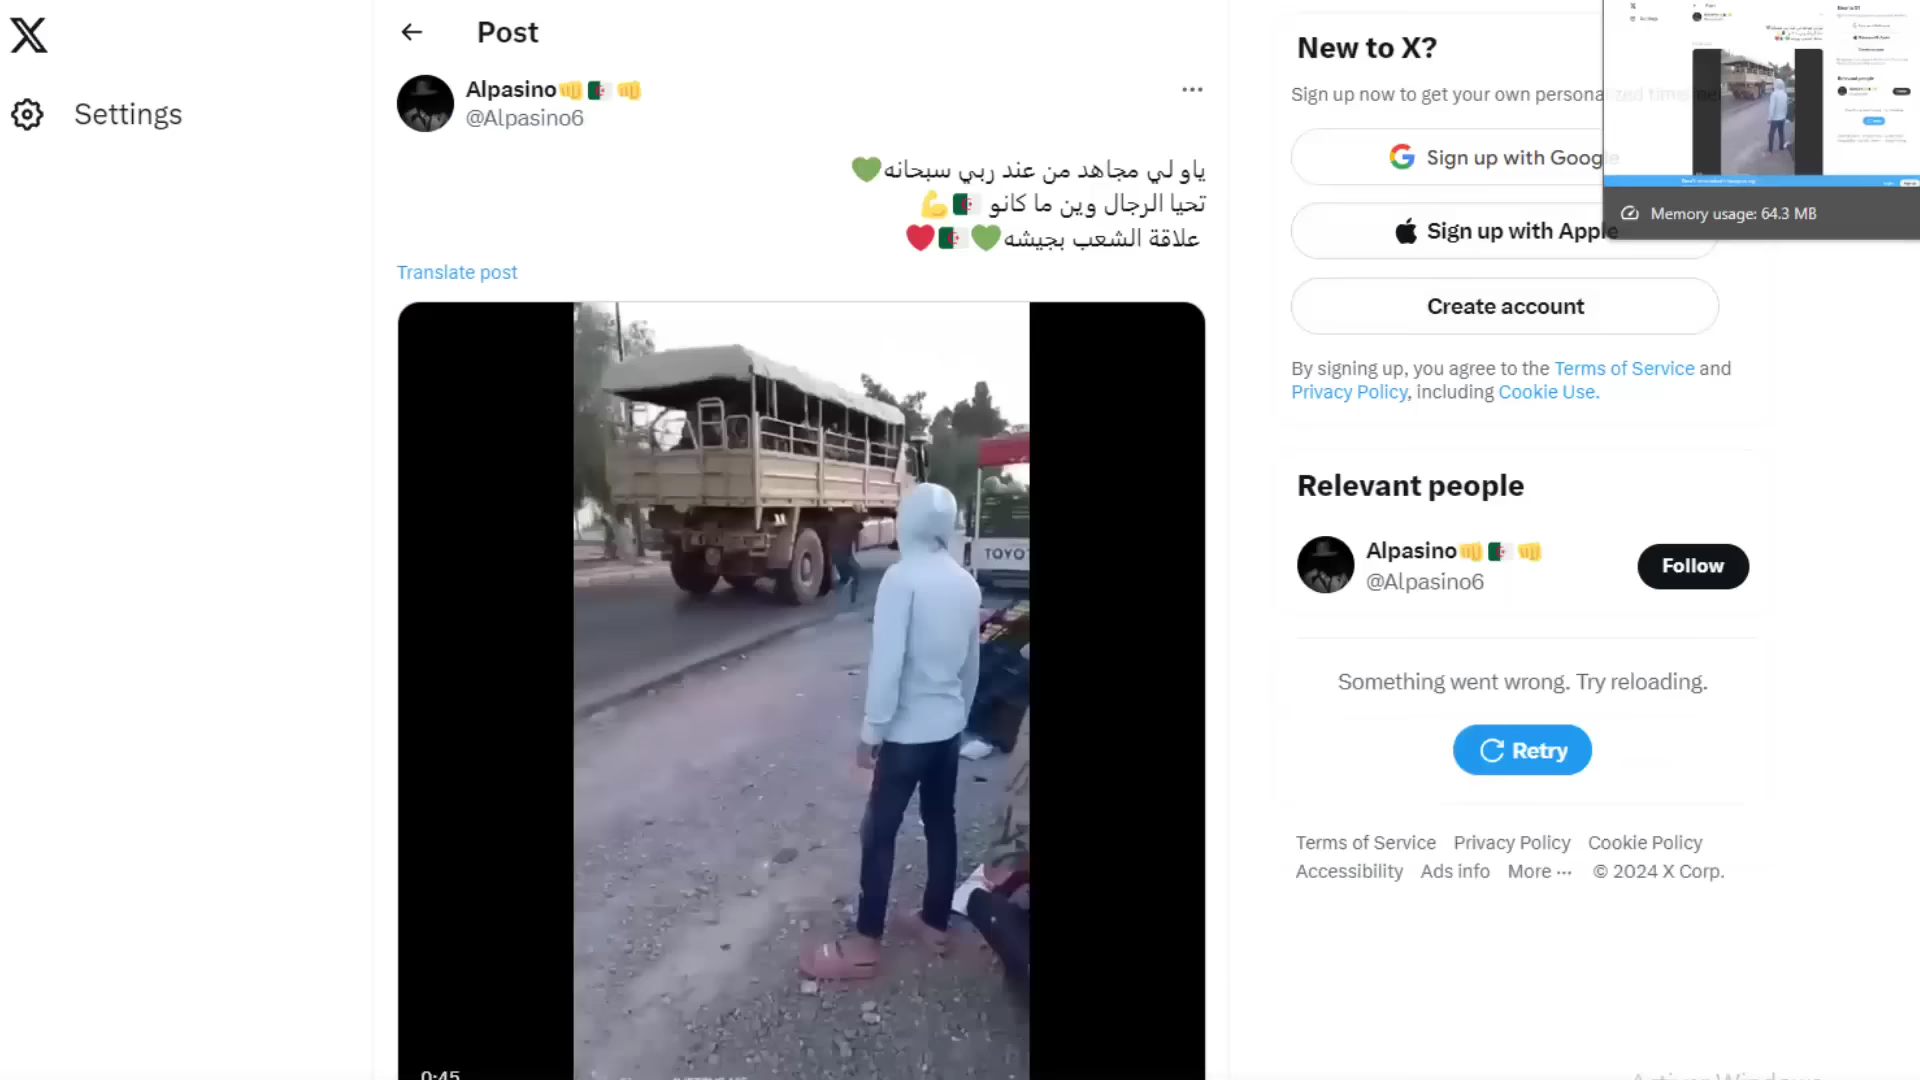 Settings
Post
Alpasino👊🇩🇿👊
@Alpasino6
ياو لي مجاهد من عند ربي سبحانه💚
تحيا الرجال وين ما كانو 🇩🇿💪
علاقة الشعب بجيشه💚🇩🇿❤️
Translate post
TOYO
0:45
New to X?
Sign up now to get your own personalized
Sign up with Google
Sign up with Apple
Create account
By signing up, you agree to the Terms of Service and
Privacy Policy, including Cookie Use.
Relevant people
Alpasino👊🇩🇿👊
@Alpasino6
Follow
Something went wrong. Try reloading.
Retry
Terms of Service Privacy Policy Cookie Policy
Accessibility Ads info More ··· © 2024 X Corp.
Memory usage: 64.3 MB